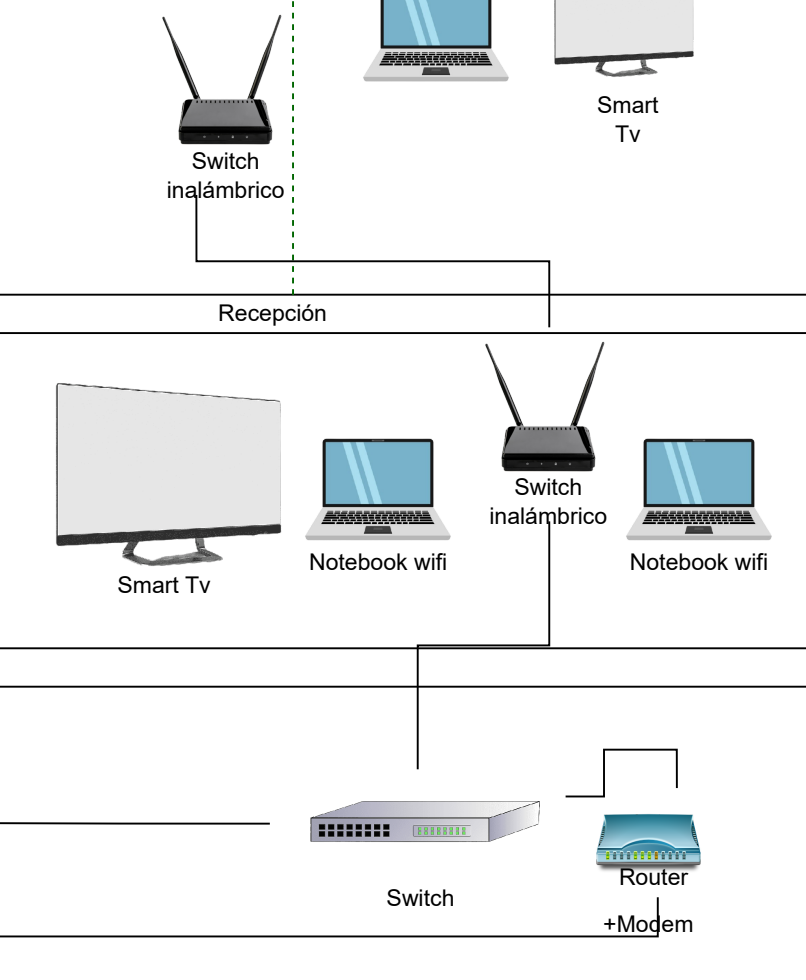 Smart
Tv
Switch
inalámbrico
Recepción
Switch
inalámbrico
Notebook wifi
Notebook wifi
Smart Tv
Router
Switch
+Modem